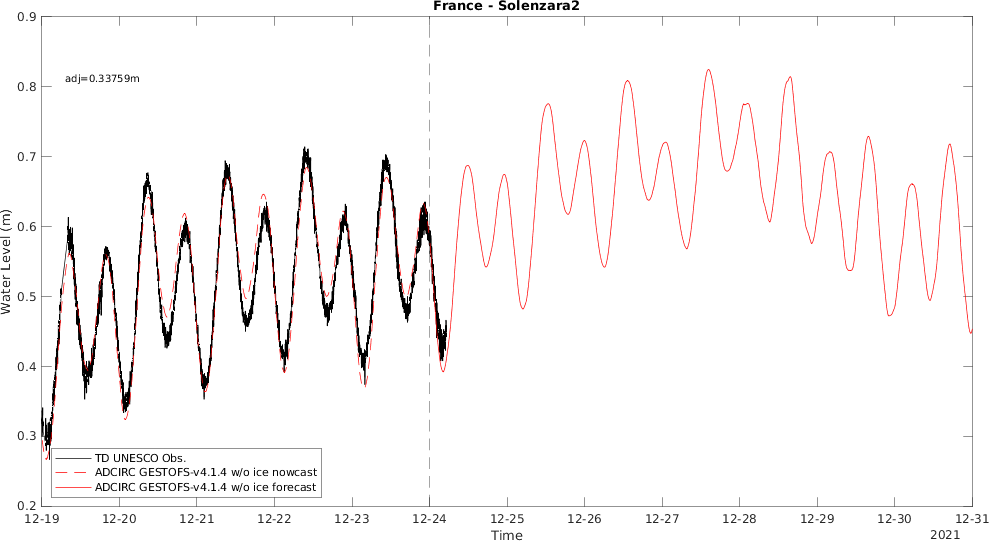 France - Solenzara2
adj=0.33759m
Water Level (m)
0.9
0.8
0.7
0.6
0.5
0.4
0.3
0.2
TD UNESCO Obs.
ADCIRC GESTOFS-v4.1.4 w/o ice nowcast
ADCIRC GESTOFS-v4.1.4 w/o ice forecast
12-19 12-20 12-21 12-22 12-23 12-24 12-25 12-26 12-27 12-28 12-29 12-30 12-31
Time
2021